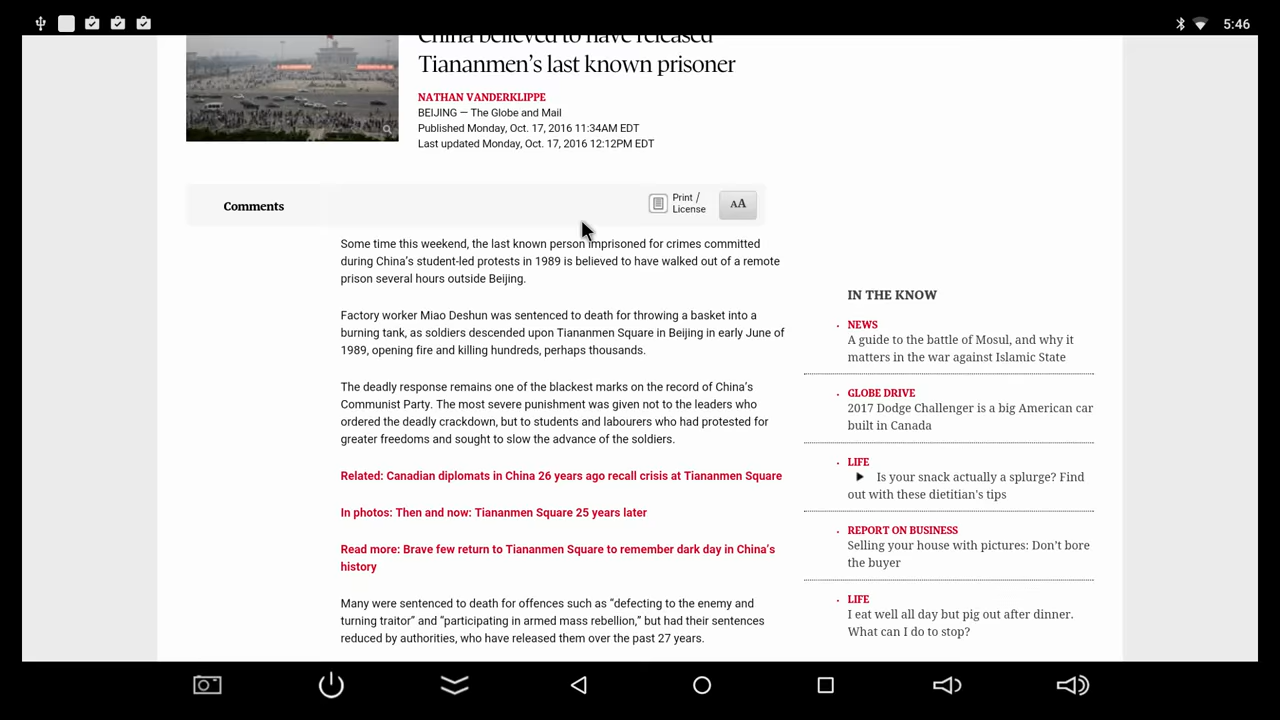 5:46
China believed to have released
Tiananmen’s last known prisoner
NATHAN VANDERKLIPPE
BEIJING — The Globe and Mail
Published Monday, Oct. 17, 2016 11:34AM EDT
Last updated Monday, Oct. 17, 2016 12:12PM EDT
Comments
Print /
License
AA
Some time this weekend, the last known person imprisoned for crimes committed
during China’s student-led protests in 1989 is believed to have walked out of a remote
prison several hours outside Beijing.
Factory worker Miao Deshun was sentenced to death for throwing a basket into a
burning tank, as soldiers descended upon Tiananmen Square in Beijing in early June of
1989, opening fire and killing hundreds, perhaps thousands.
The deadly response remains one of the blackest marks on the record of China’s
Communist Party. The most severe punishment was given not to the leaders who
ordered the deadly crackdown, but to students and labourers who had protested for
greater freedoms and sought to slow the advance of the soldiers.
Related: Canadian diplomats in China 26 years ago recall crisis at Tiananmen Square
In photos: Then and now: Tiananmen Square 25 years later
Read more: Brave few return to Tiananmen Square to remember dark day in China’s
history
Many were sentenced to death for offences such as “defecting to the enemy and
turning traitor” and “participating in armed mass rebellion,” but had their sentences
reduced by authorities, who have released them over the past 27 years.
IN THE KNOW
NEWS
A guide to the battle of Mosul, and why it
matters in the war against Islamic State
GLOBE DRIVE
2017 Dodge Challenger is a big American car
built in Canada
LIFE
Is your snack actually a splurge? Find
out with these dietitian's tips
REPORT ON BUSINESS
Selling your house with pictures: Don’t bore
the buyer
LIFE
I eat well all day but pig out after dinner.
What can I do to stop?